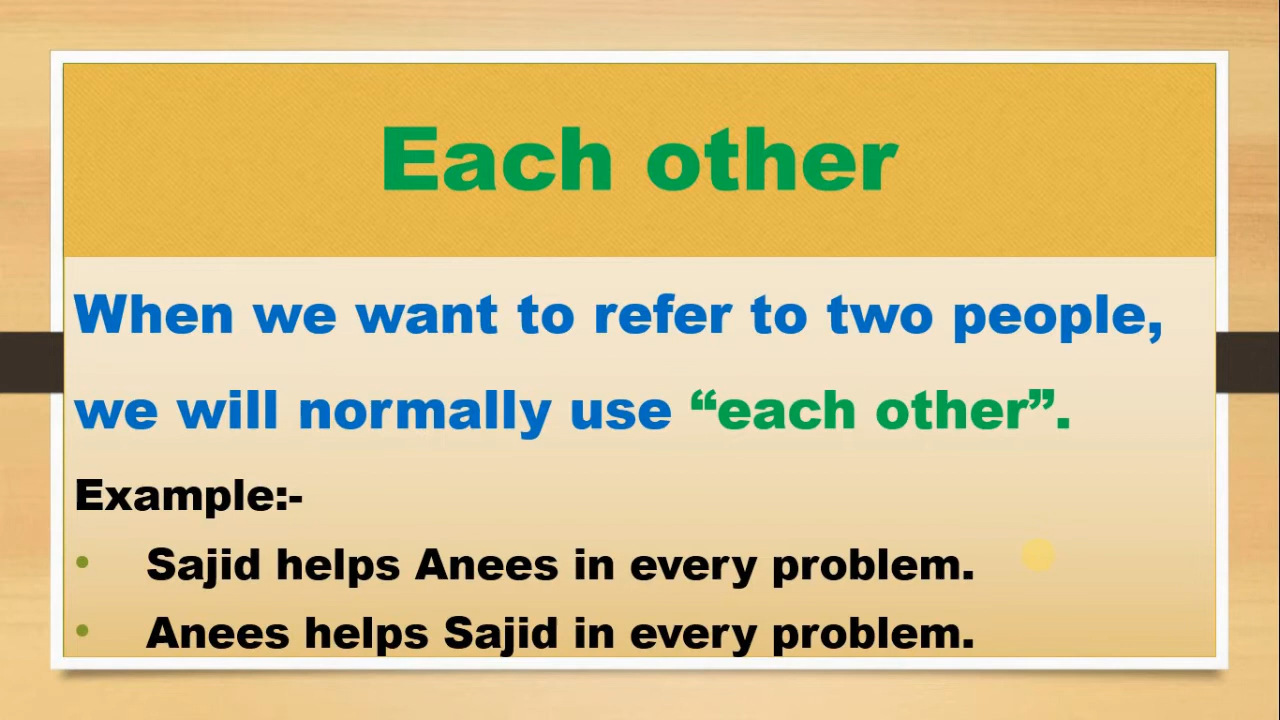 Each other
When we want to refer to two people,
we will normally use “each other”.
Example:-
• Sajid helps Anees in every problem.
• Anees helps Sajid in every problem.